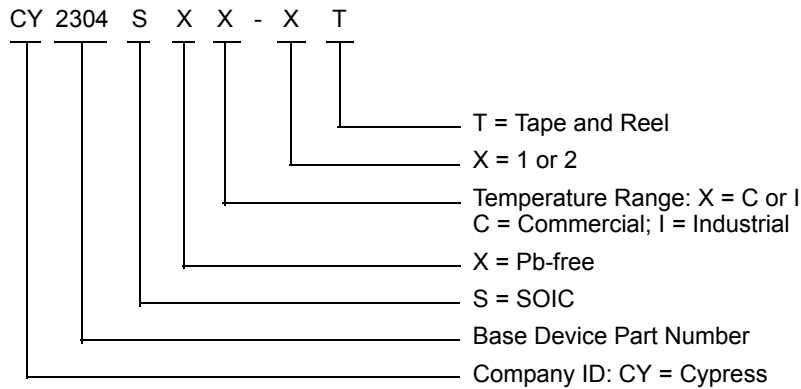 CY 2304 S X X - X T
T = Tape and Reel
X = 1 or 2
Temperature Range: X = C or I
C = Commercial; I = Industrial
X = Pb-free
S = SOIC
Base Device Part Number
Company ID: CY = Cypress